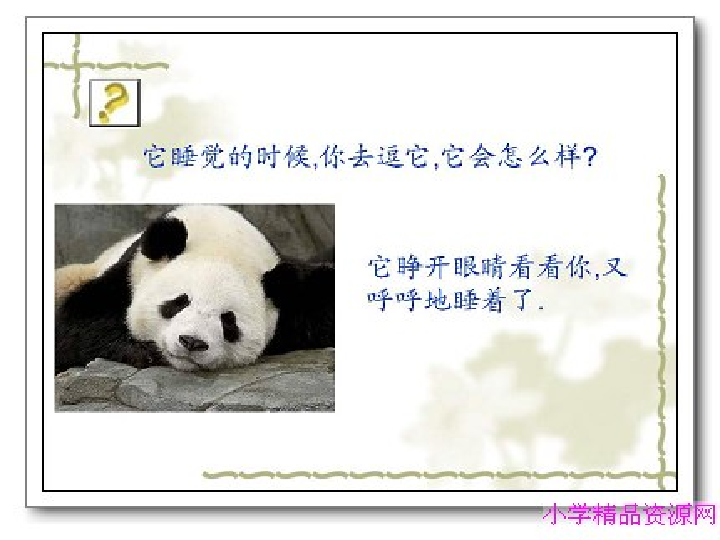 ?
它睡觉的时候,你去逗它,它会怎么样?
它睁开眼睛看看你,又
呼呼地睡着了.
小学精品资源网